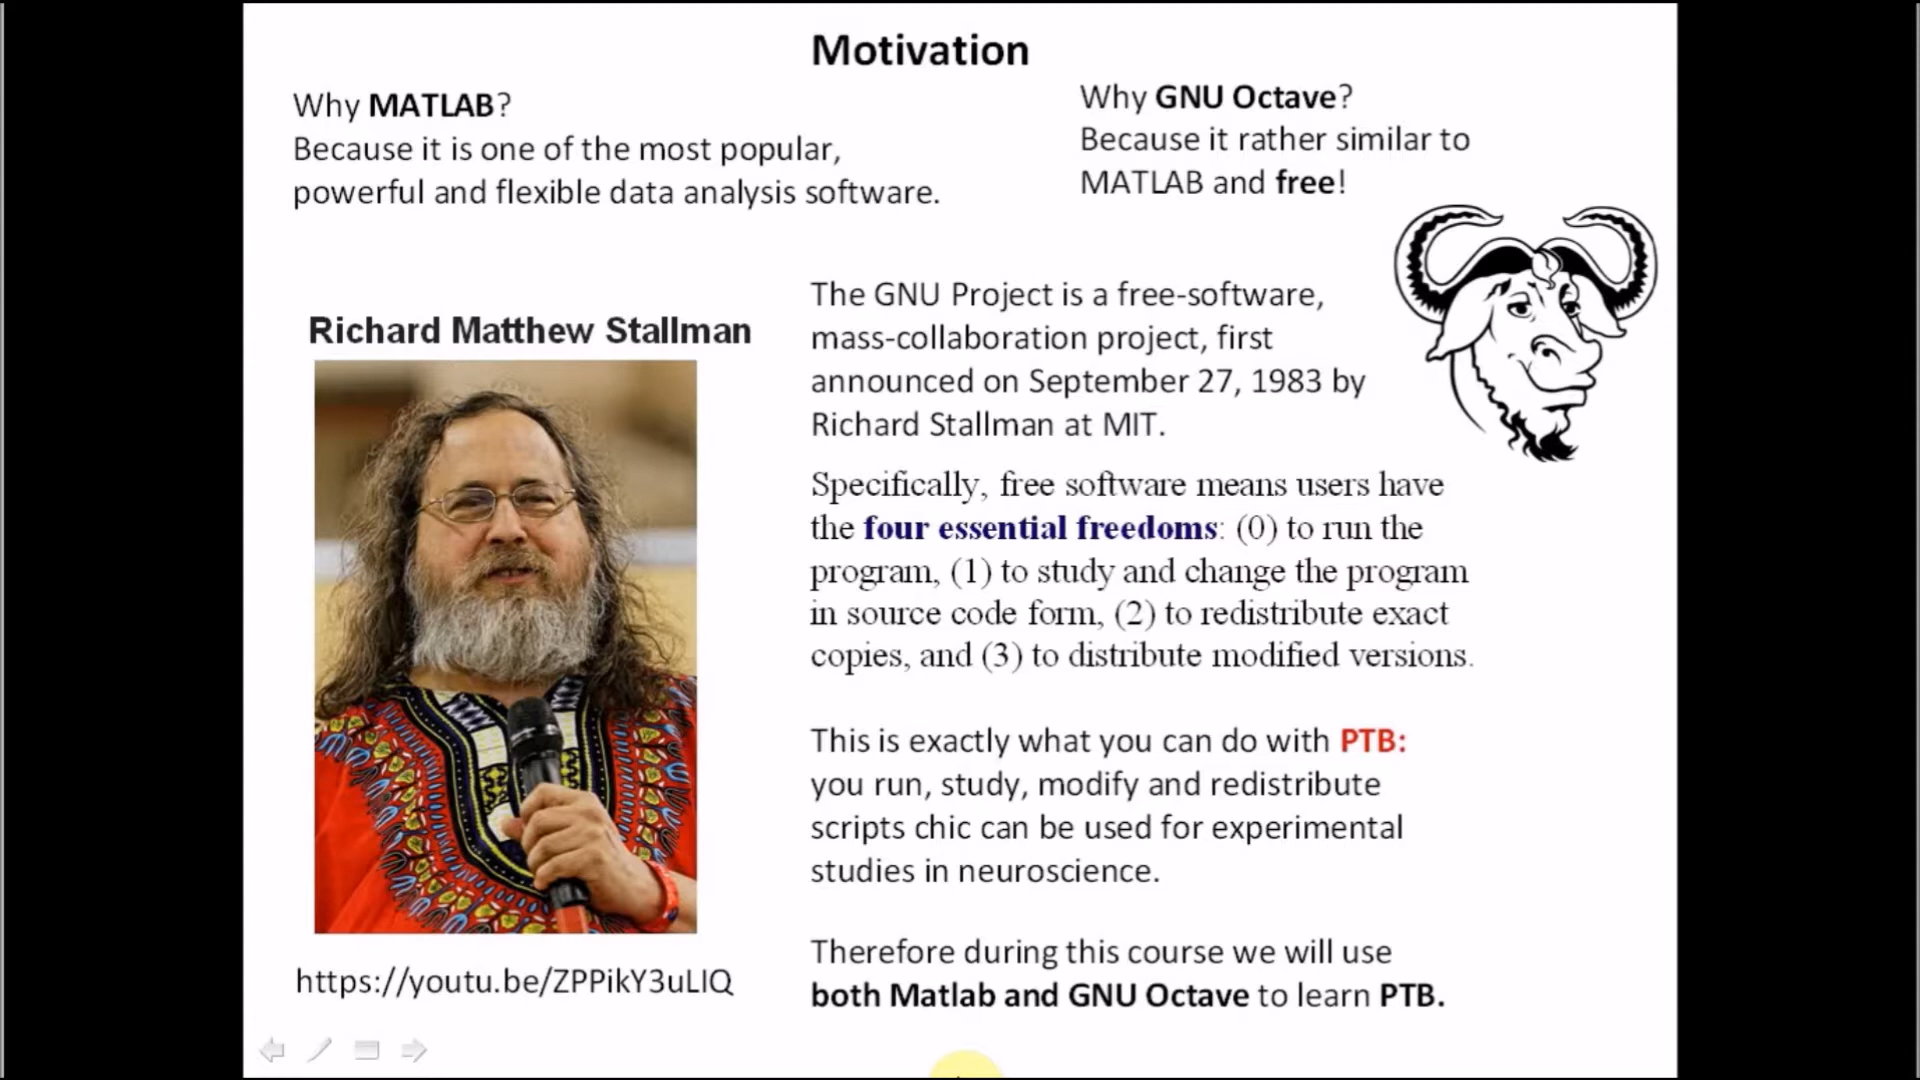 Motivation
Why MATLAB?
Because it is one of the most popular,
powerful and flexible data analysis software.
Why GNU Octave?
Because it rather similar to
MATLAB and free!
Richard Matthew Stallman
https://youtu.be/ZPPikY3uLIQ
The GNU Project is a free-software,
mass-collaboration project, first
announced on September 27, 1983 by
Richard Stallman at MIT.
Specifically, free software means users have
the four essential freedoms: (0) to run the
program, (1) to study and change the program
in source code form, (2) to redistribute exact
copies, and (3) to distribute modified versions.
This is exactly what you can do with PTB:
you run, study, modify and redistribute
scripts chic can be used for experimental
studies in neuroscience.
Therefore during this course we will use
both Matlab and GNU Octave to learn PTB.